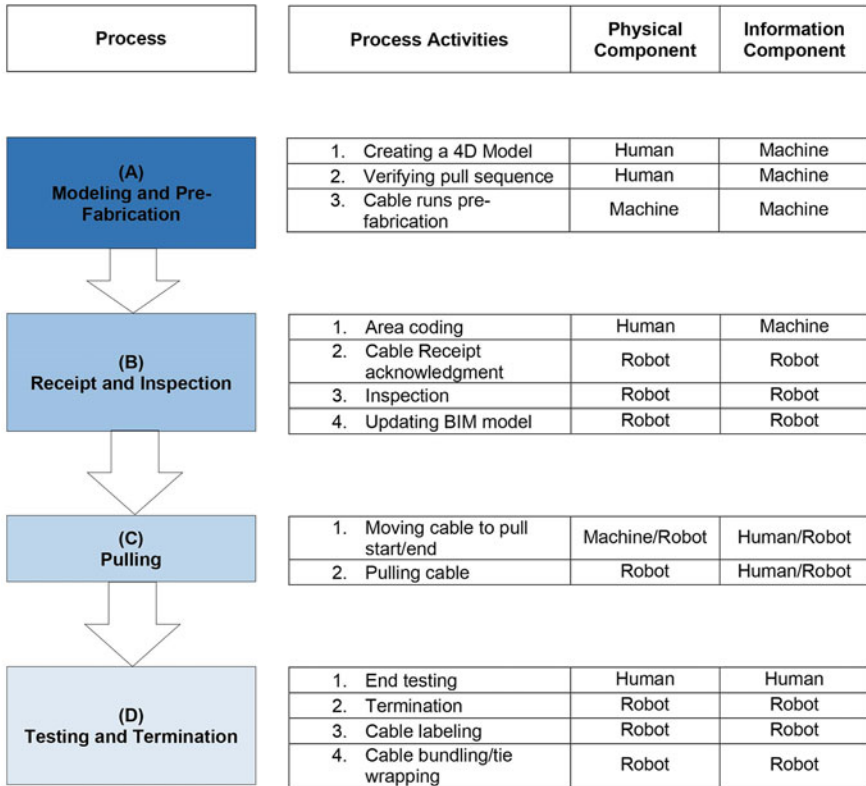 Process
Process Activities
Physical
Component
Information
Component
(A)
Modeling and Pre-
Fabrication
1. Creating a 4D Model
Human
Machine
2. Verifying pull sequence
Human
Machine
3. Cable runs pre-
fabrication
Machine
Machine
(B)
Receipt and Inspection
1. Area coding
Human
Machine
2. Cable Receipt
acknowledgment
Robot
Robot
3. Inspection
Robot
Robot
4. Updating BIM model
Robot
Robot
(C)
Pulling
1. Moving cable to pull
start/end
Machine/Robot
Human/Robot
2. Pulling cable
Robot
Human/Robot
(D)
Testing and Termination
1. End testing
Human
Human
2. Termination
Robot
Robot
3. Cable labeling
Robot
Robot
4. Cable bundling/tie
wrapping
Robot
Robot